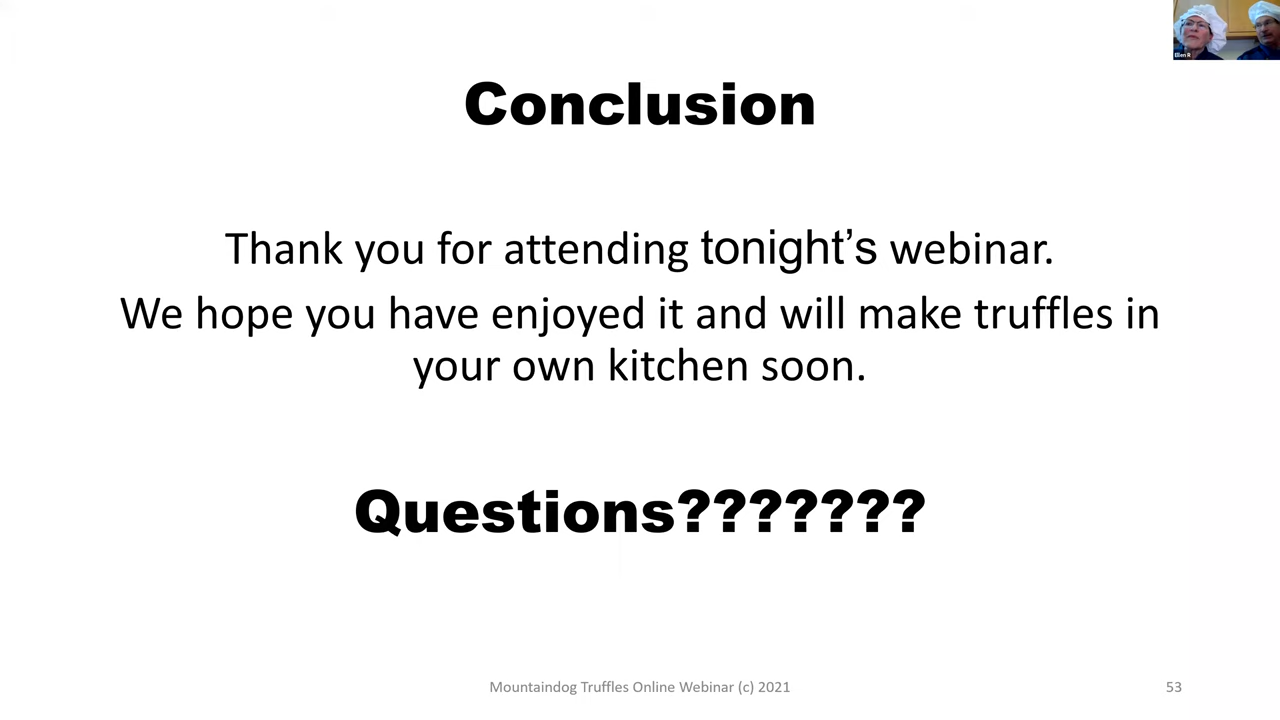 Ellen R
Conclusion
Thank you for attending tonight’s webinar.
We hope you have enjoyed it and will make truffles in
your own kitchen soon.
Questions???????
Mountaindog Truffles Online Webinar (c) 2021
53